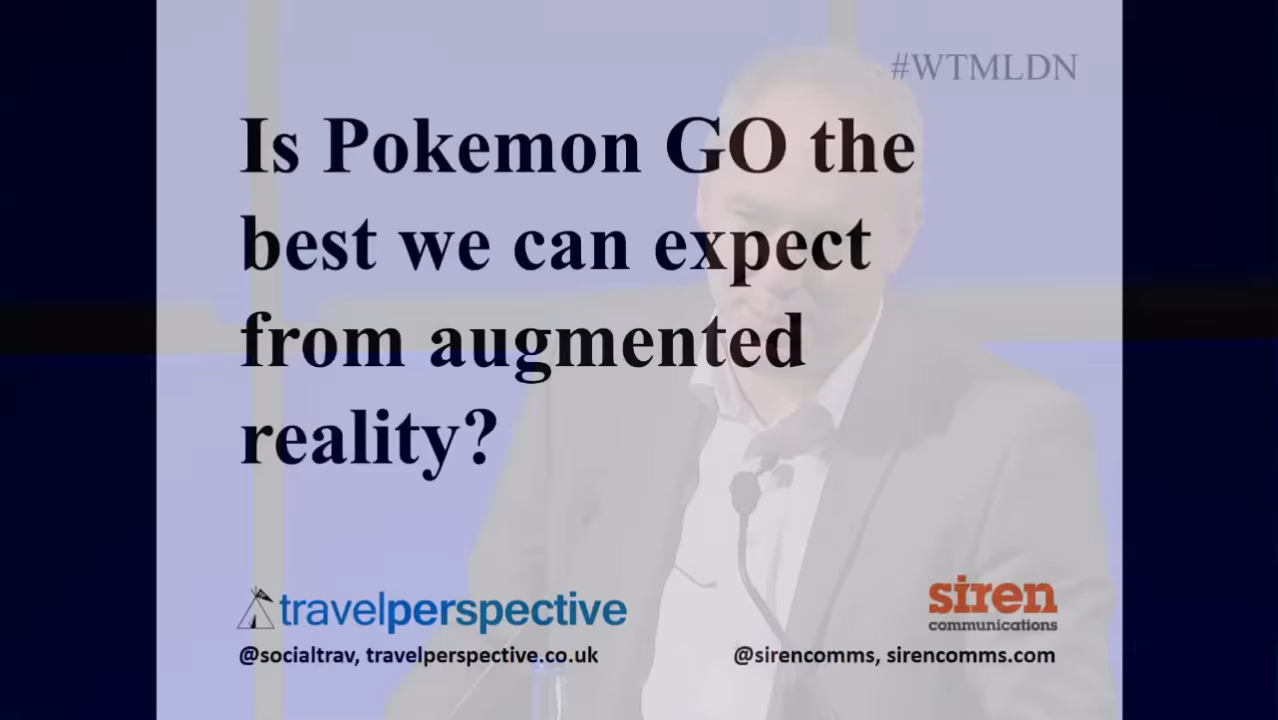 #WTMLDN
Is Pokemon GO the
best we can expect
from augmented
reality?
travelperspective
@socialtrav, travelperspective.co.uk
siren
communications
@sirencomms, sirencomms.com